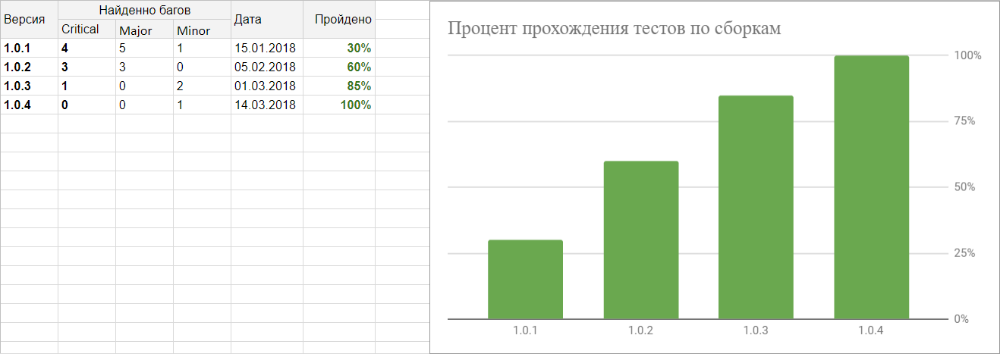 Версия Найденно багов Дата Пройдено
Critical Major Minor
1.0.1 4 5 1 15.01.2018 30%
1.0.2 3 3 0 05.02.2018 60%
1.0.3 1 0 2 01.03.2018 85%
1.0.4 0 0 1 14.03.2018 100%
Процент прохождения тестов по сборкам
100%
75%
50%
25%
0%
1.0.1 1.0.2 1.0.3 1.0.4